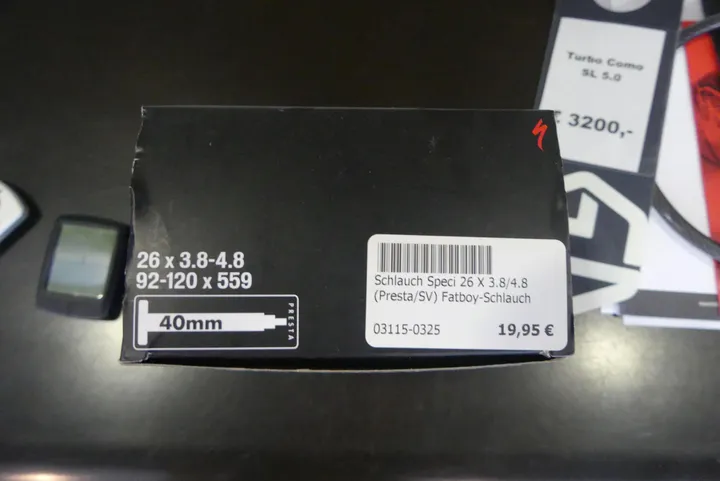 Turbo Como
SL 5.0
€ 3200,-
26 x 3.8-4.8
92-120 x 559
40mm
PRESTA
Schlauch Speci 26 X 3.8/4.8
(Presta/SV) Fatboy-Schlauch
03115-0325 19,95 €